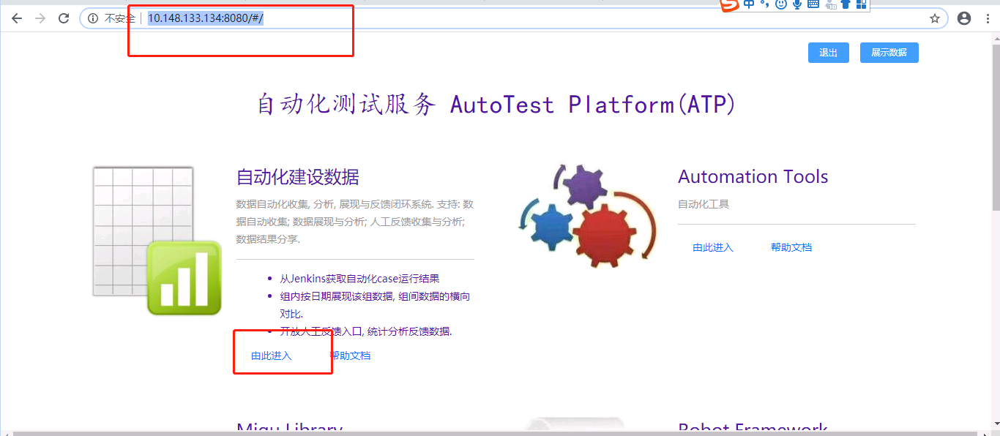 不安全 | 10.148.133.134:8080/#/
中
退出
展示数据
自动化测试服务 AutoTest Platform(ATP)
自动化建设数据
数据自动化收集, 分析, 展现与反馈闭环系统. 支持: 数
据自动收集; 数据展现与分析; 人工反馈收集与分析;
数据结果分享.
从Jenkins获取自动化case运行结果
组内按日期展现该组数据, 组间数据的横向
对比.
开放人工反馈入口, 统计分析反馈数据.
由此进入
帮助文档
Automation Tools
自动化工具
由此进入
帮助文档
Migu Library
Robot Framework